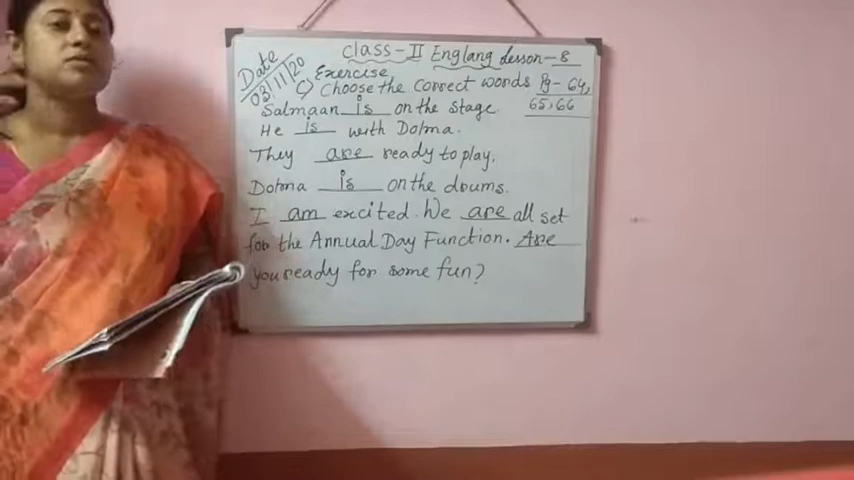 Date
03/11/20
Class-II Englang lesson-8
Exercise
C) Choose the Correct words Pg-64,
65,66
Salmaan is on the stage.
He is with Dolma.
They are ready to play.
Dolma is on the drums.
I am excited. We are all set
for the Annual Day Function. Are
you ready for some fun?